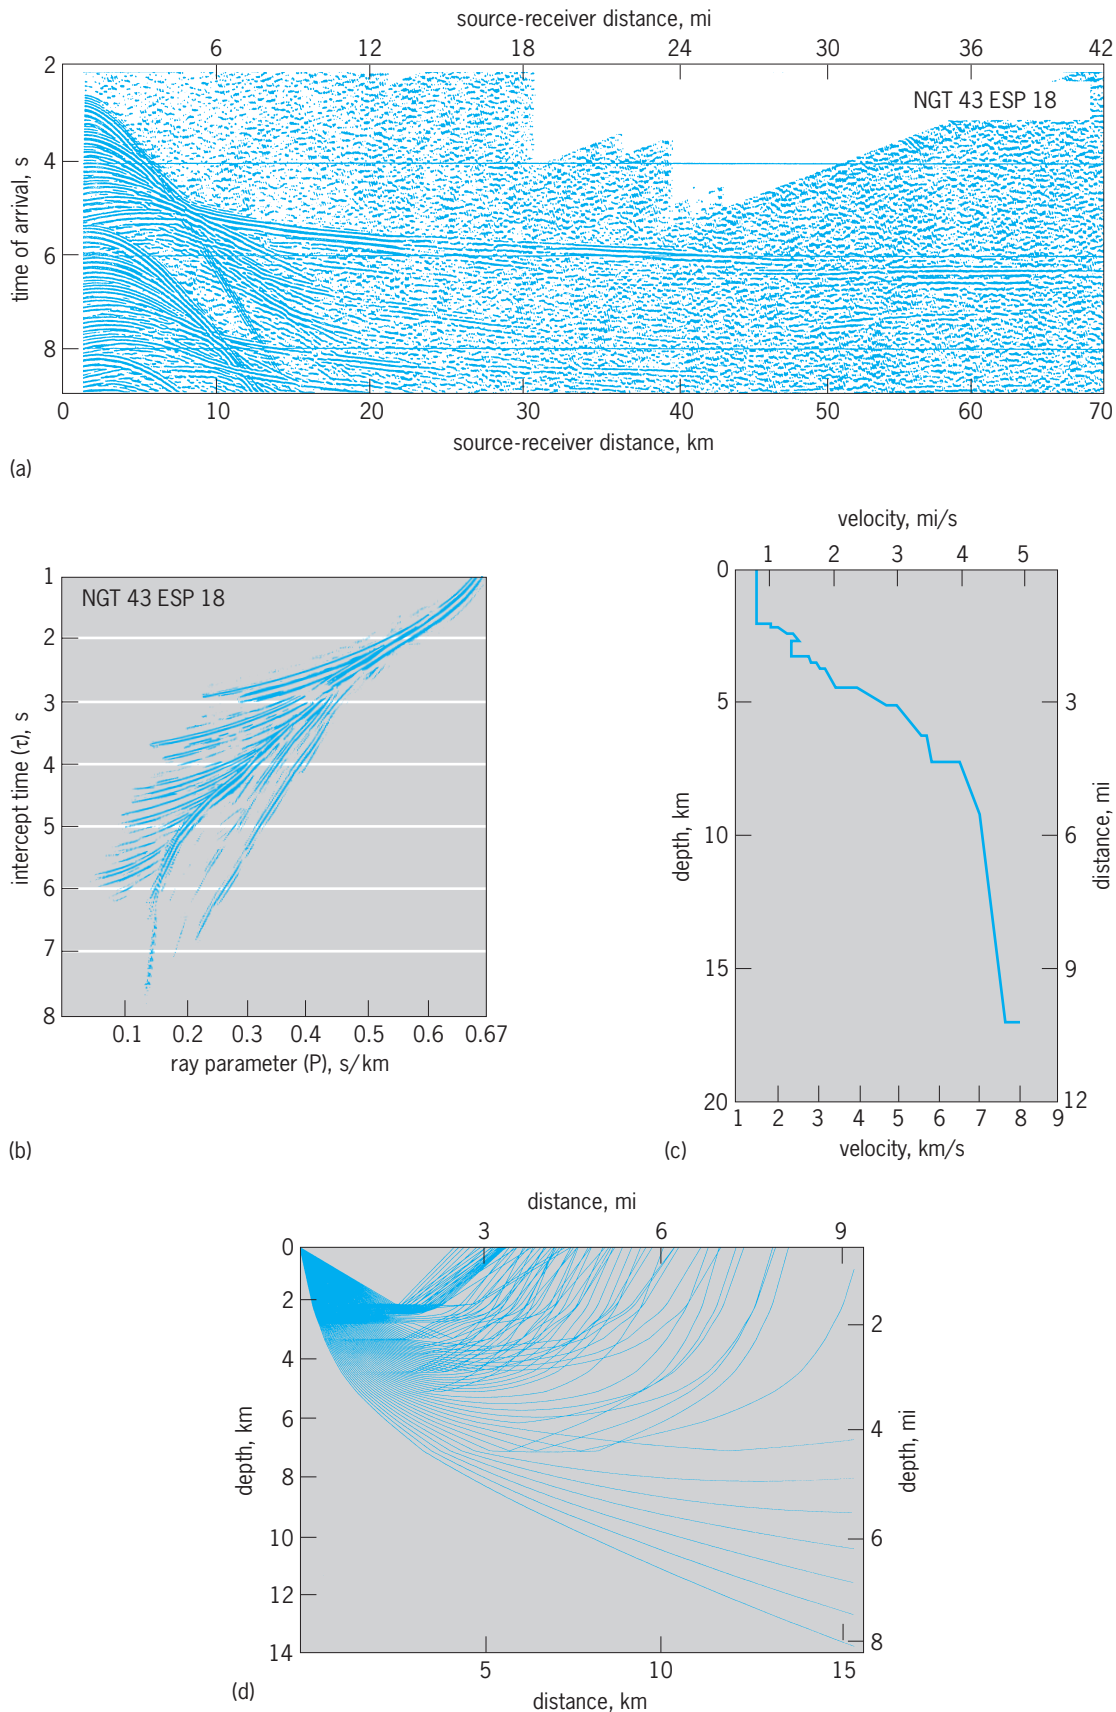 source-receiver distance, mi
6 12 18 24 30 36 42
2
NGT 43 ESP 18
4
6
8
time of arrival, s
0 10 20 30 40 50 60 70
source-receiver distance, km
(a)
1
NGT 43 ESP 18
2
3
4
5
6
7
8
intercept time (τ), s
0.1 0.2 0.3 0.4 0.5 0.6 0.67
ray parameter (P), s/km
(b)
velocity, mi/s
1 2 3 4 5
0
5
10
15
20
depth, km
3
6
9
12
distance, mi
1 2 3 4 5 6 7 8 9
velocity, km/s
(c)
distance, mi
3 6 9
0
2
4
6
8
10
12
14
depth, km
2
4
6
8
depth, mi
5 10 15
distance, km
(d)